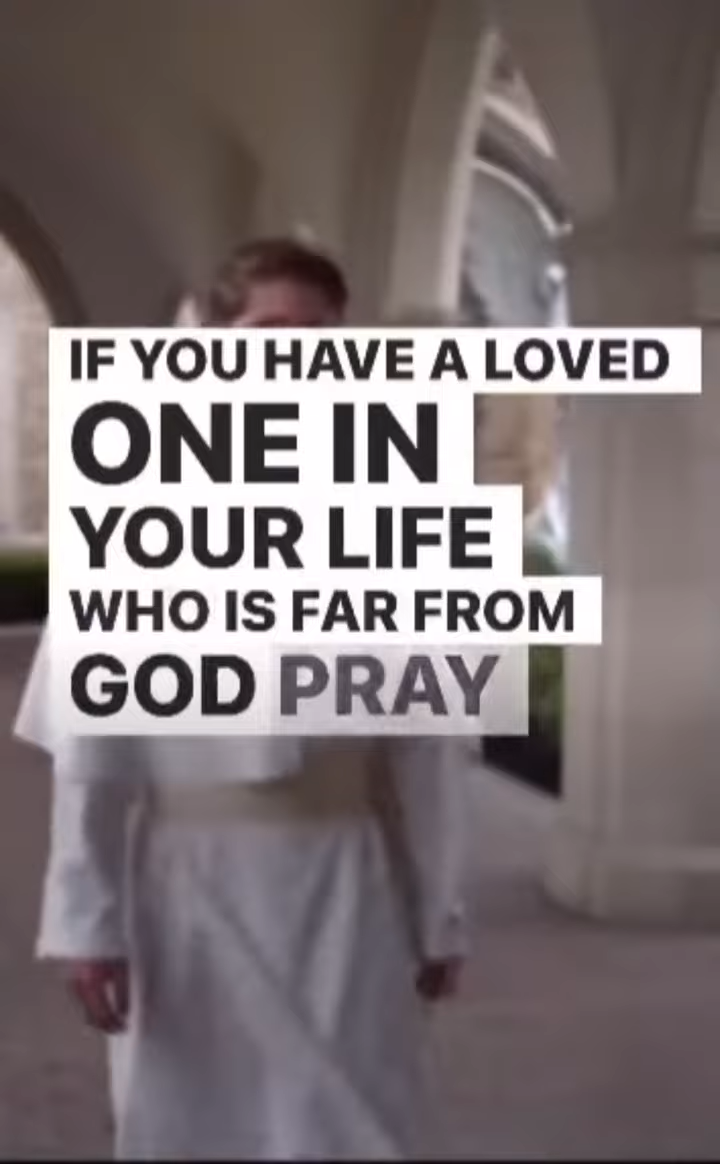 IF YOU HAVE A LOVED
ONE IN
YOUR LIFE
WHO IS FAR FROM
GOD PRAY